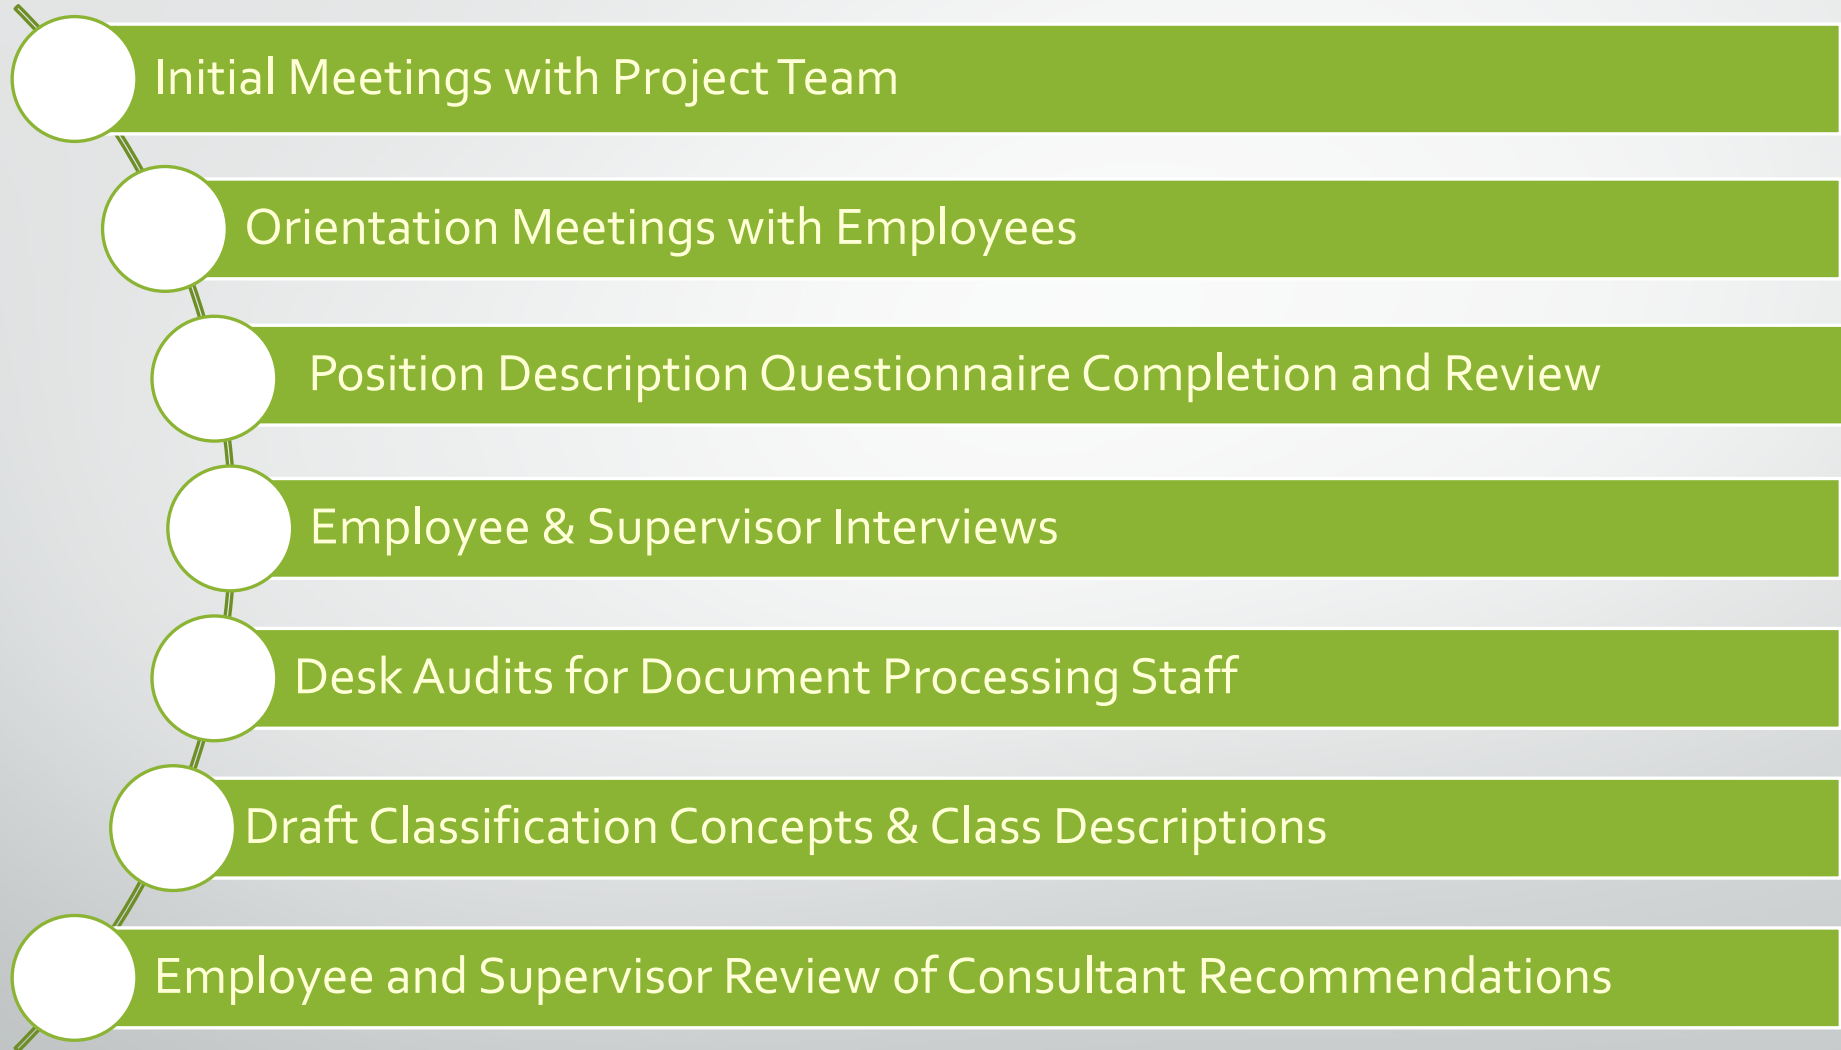 Initial Meetings with Project Team
Orientation Meetings with Employees
Position Description Questionnaire Completion and Review
Employee & Supervisor Interviews
Desk Audits for Document Processing Staff
Draft Classification Concepts & Class Descriptions
Employee and Supervisor Review of Consultant Recommendations